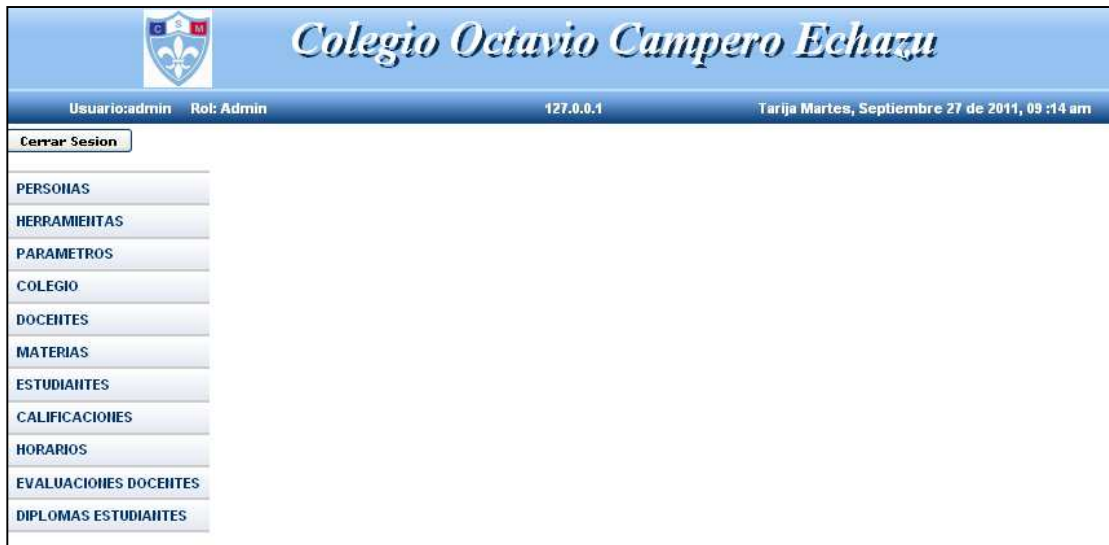 C S M
Colegio Octavio Campero Echazu
Usuario:admin Rol: Admin 127.0.0.1 Tarija Martes, Septiembre 27 de 2011, 09 :14 am
Cerrar Sesion
PERSONAS
HERRAMIENTAS
PARAMETROS
COLEGIO
DOCENTES
MATERIAS
ESTUDIANTES
CALIFICACIONES
HORARIOS
EVALUACIONES DOCENTES
DIPLOMAS ESTUDIANTES